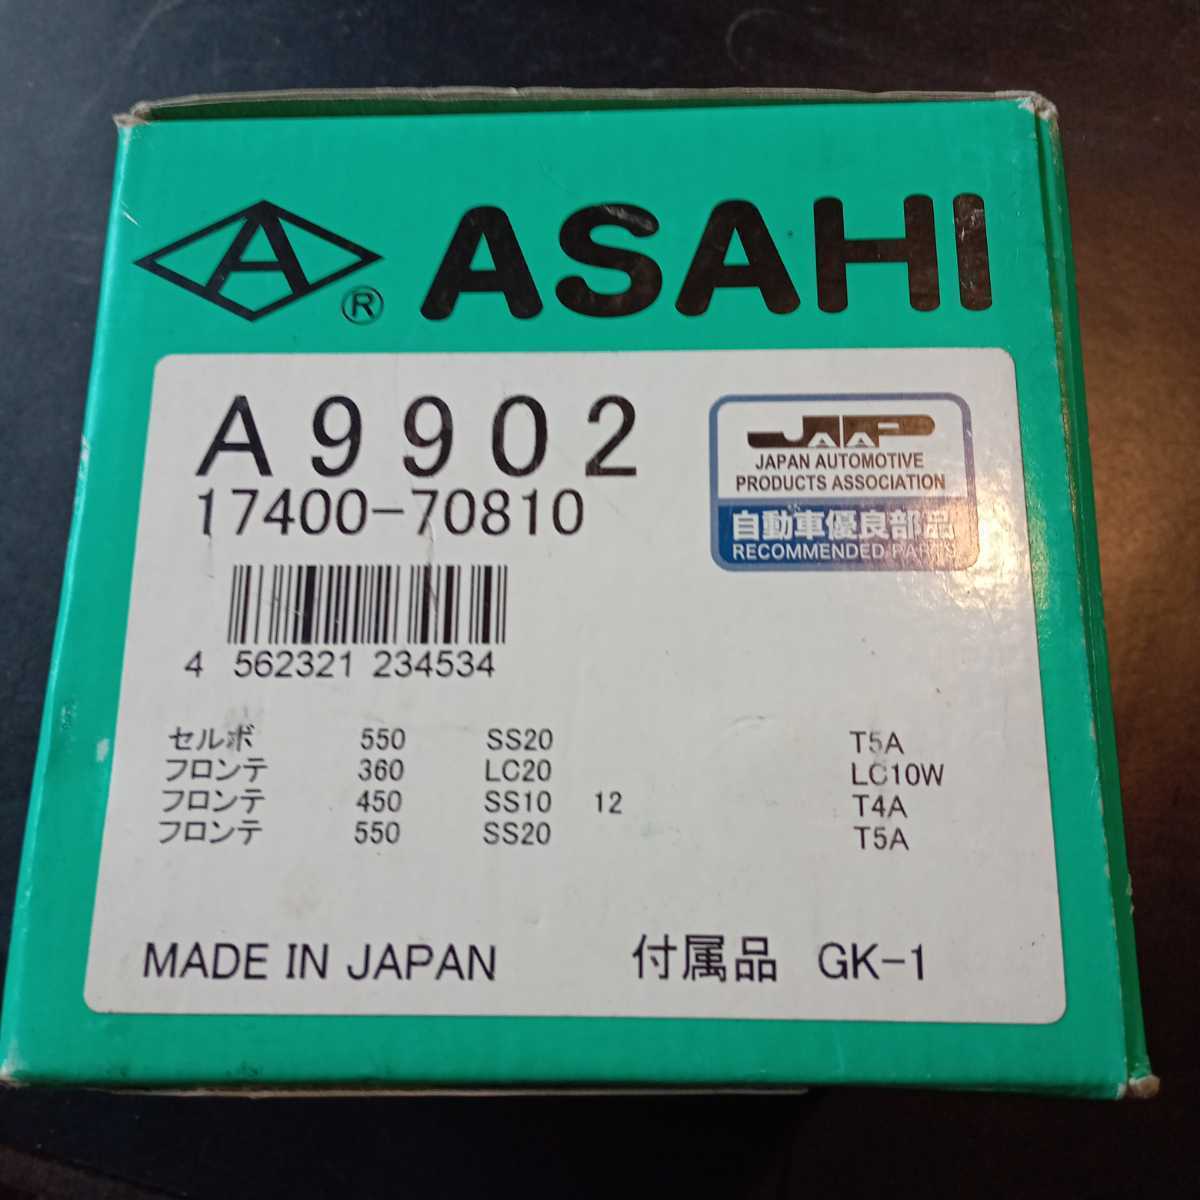 A ® ASAHI
A9902
17400-70810
JAAP
JAPAN AUTOMOTIVE
PRODUCTS ASSOCIATION
自動車優良部品
RECOMMENDED PARTS
4 562321 234534
セルボ 550 SS20 T5A
フロンテ 360 LC20 LC10W
フロンテ 450 SS10 12 T4A
フロンテ 550 SS20 T5A
MADE IN JAPAN 付属品 GK-1